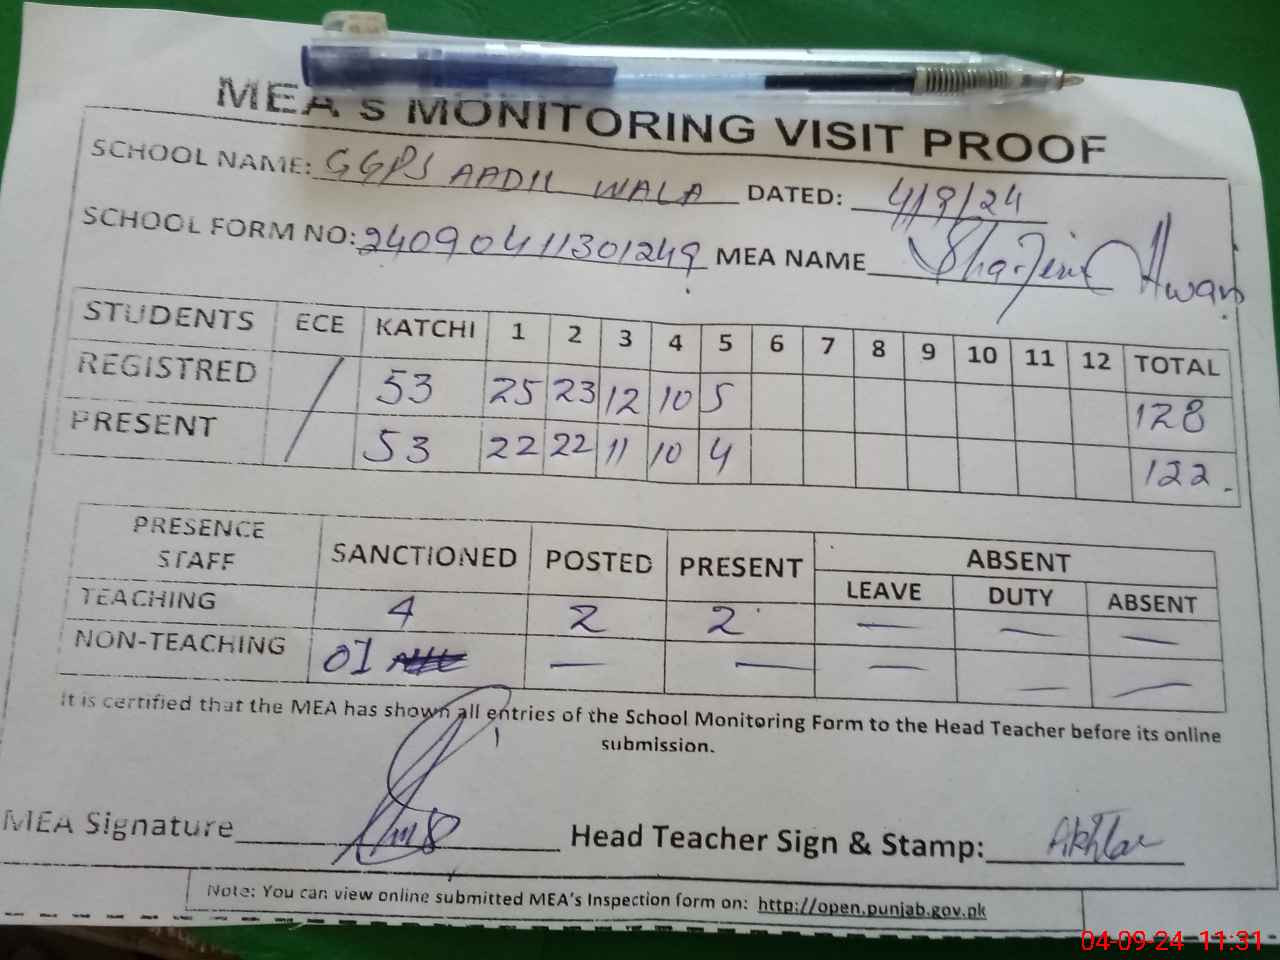 MEA's MONITORING VISIT PROOF
SCHOOL NAME: GGPS AADIL WALA DATED: 4/9/24
SCHOOL FORM NO: 24090411301249 MEA NAME Awan
STUDENTS ECE KATCHI 1 2 3 4 5 6 7 8 9 10 11 12 TOTAL
REGISTRED / 53 25 23 12 10 5 128
PRESENT 53 22 22 11 10 4 122
PRESENCE STAFF SANCTIONED POSTED PRESENT ABSENT
LEAVE DUTY ABSENT
TEACHING 4 2 2 — — —
NON-TEACHING 01 — — — — —
It is certified that the MEA has shown all entries of the School Monitoring Form to the Head Teacher before its online
submission.
MEA Signature Head Teacher Sign & Stamp: Akhtar
Note: You can view online submitted MEA's Inspection form on: http://open.punjab.gov.pk
04-09-24 11:31